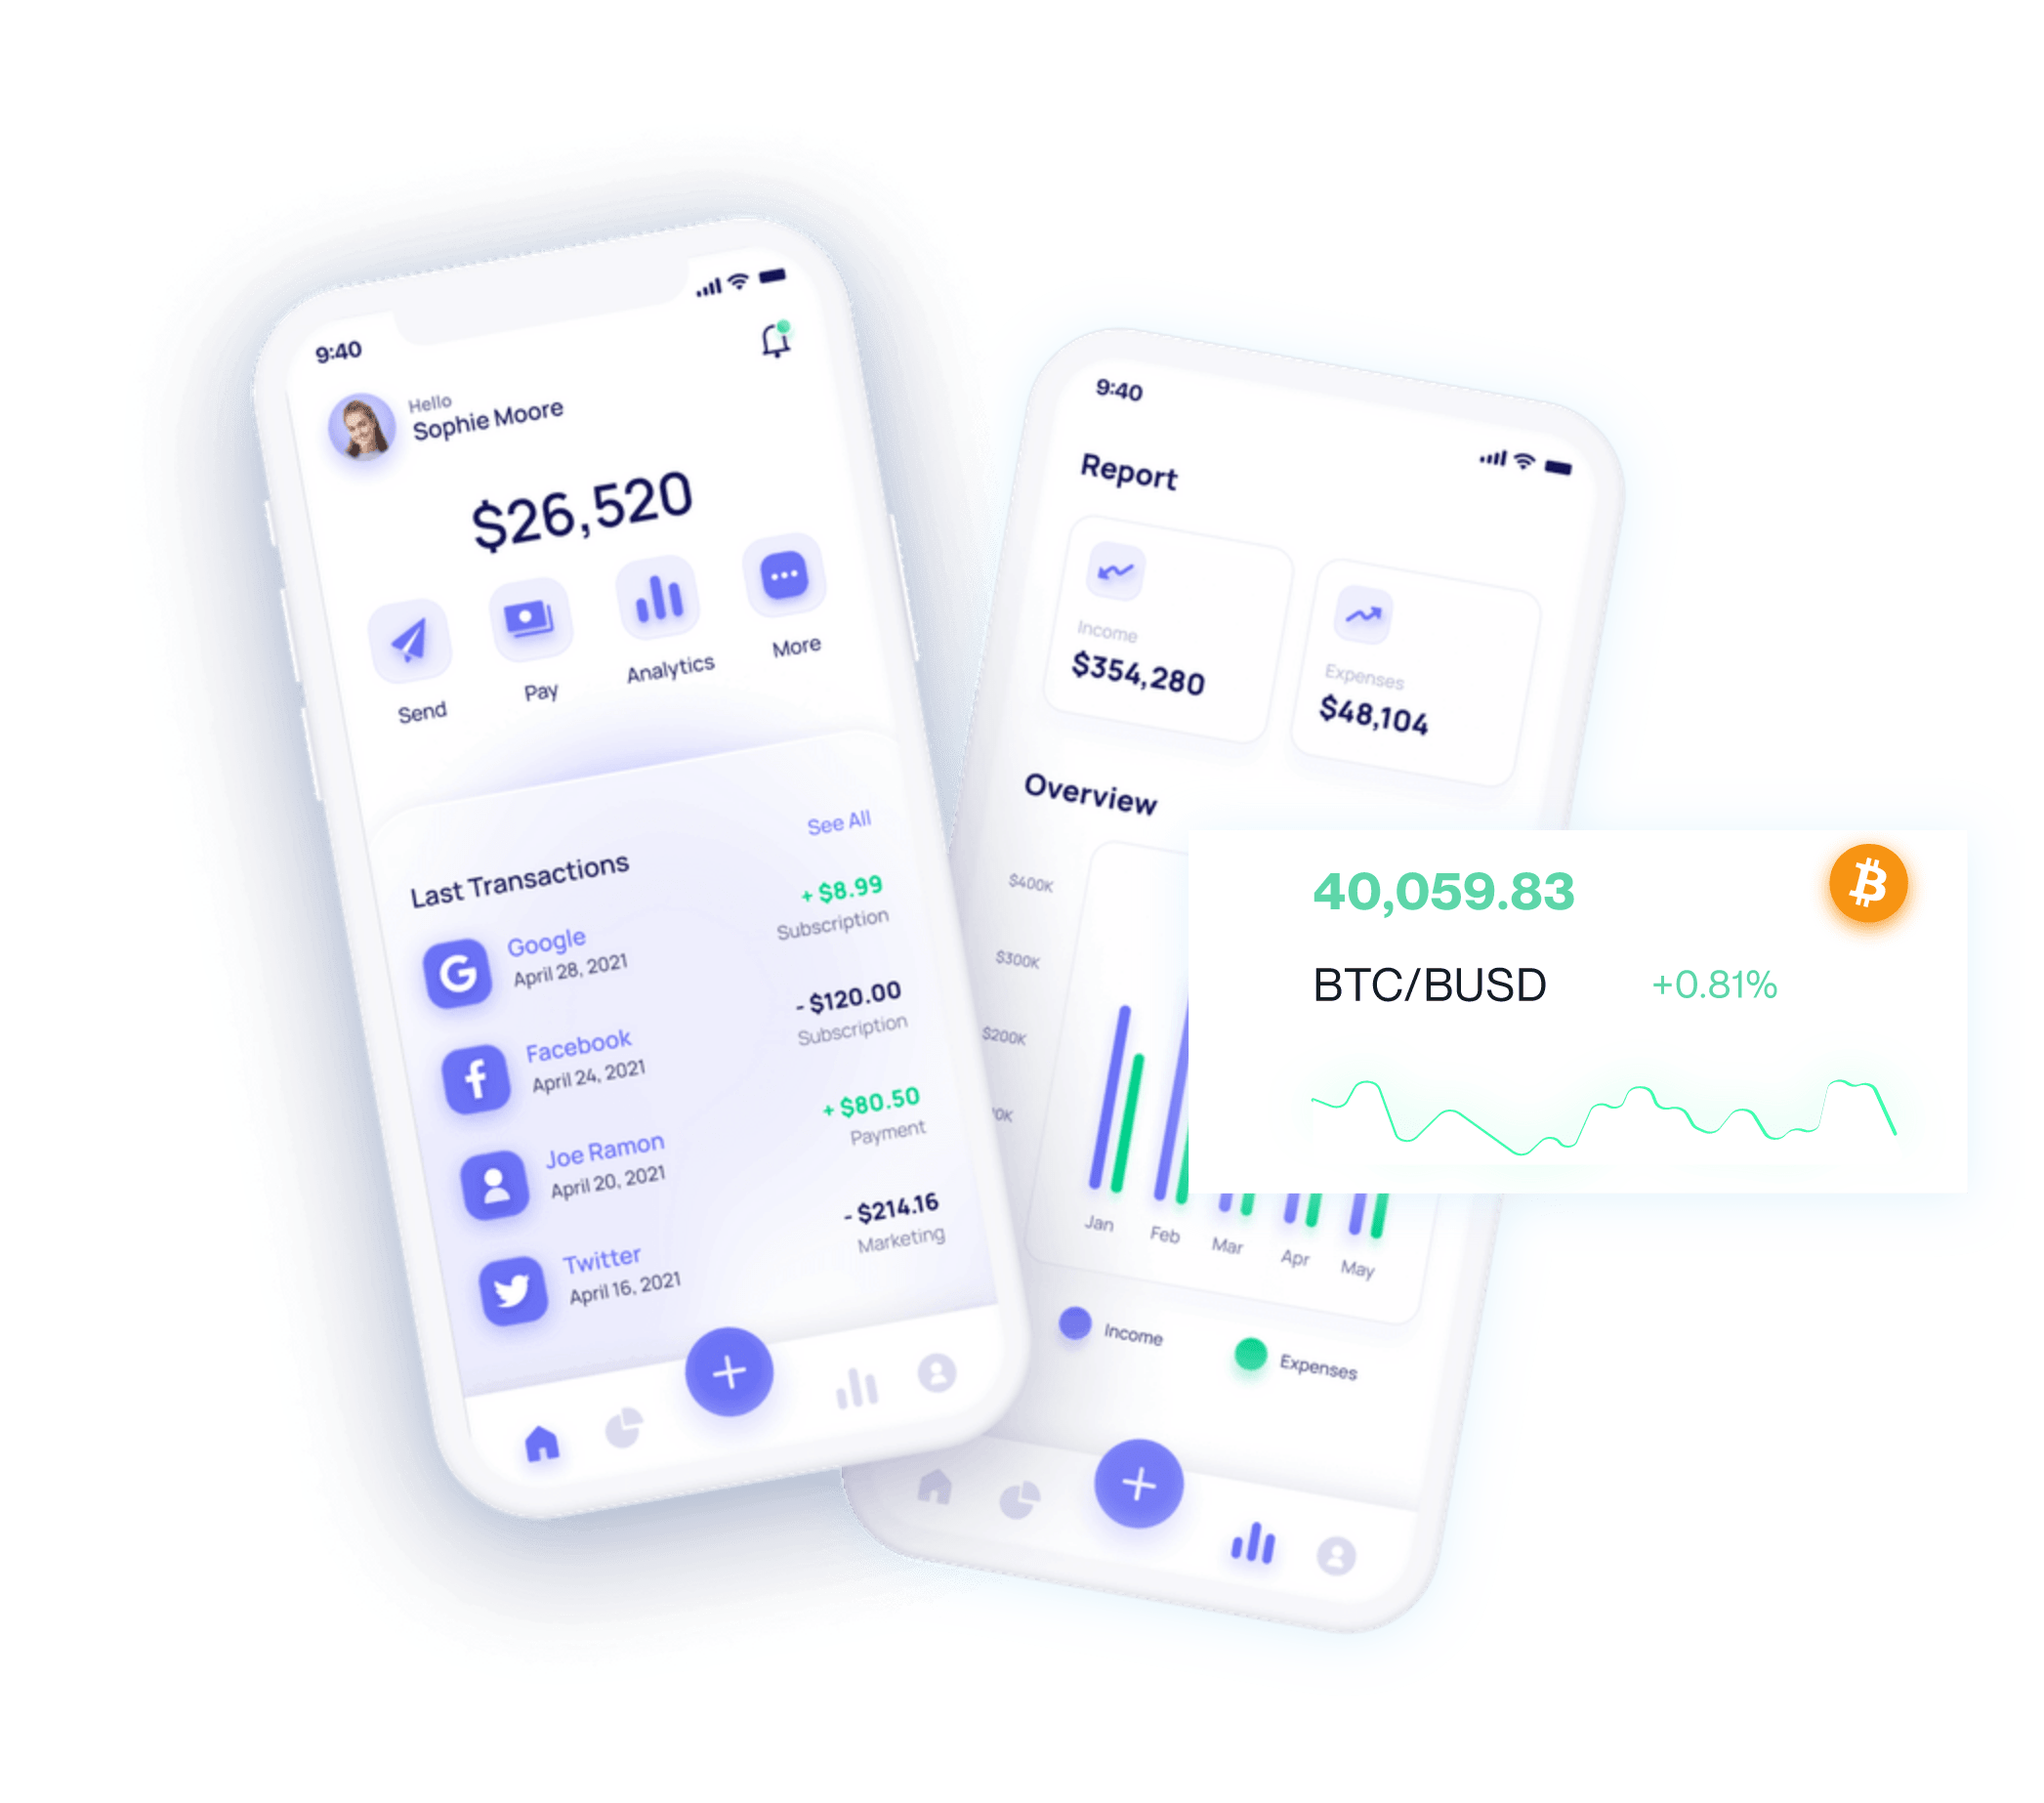 9:40
Hello
Sophie Moore
$26,520
Send
Pay
Analytics
More
Last Transactions
See All
Google
April 28, 2021
+ $8.99
Subscription
Facebook
April 24, 2021
- $120.00
Subscription
Joe Ramon
April 20, 2021
+ $80.50
Payment
Twitter
April 16, 2021
- $214.16
Marketing
9:40
Report
Income
$354,280
Expenses
$48,104
Overview
$400K
$300K
$200K
Jan
Feb
Mar
Apr
May
Income
Expenses
40,059.83
BTC/BUSD
+0.81%